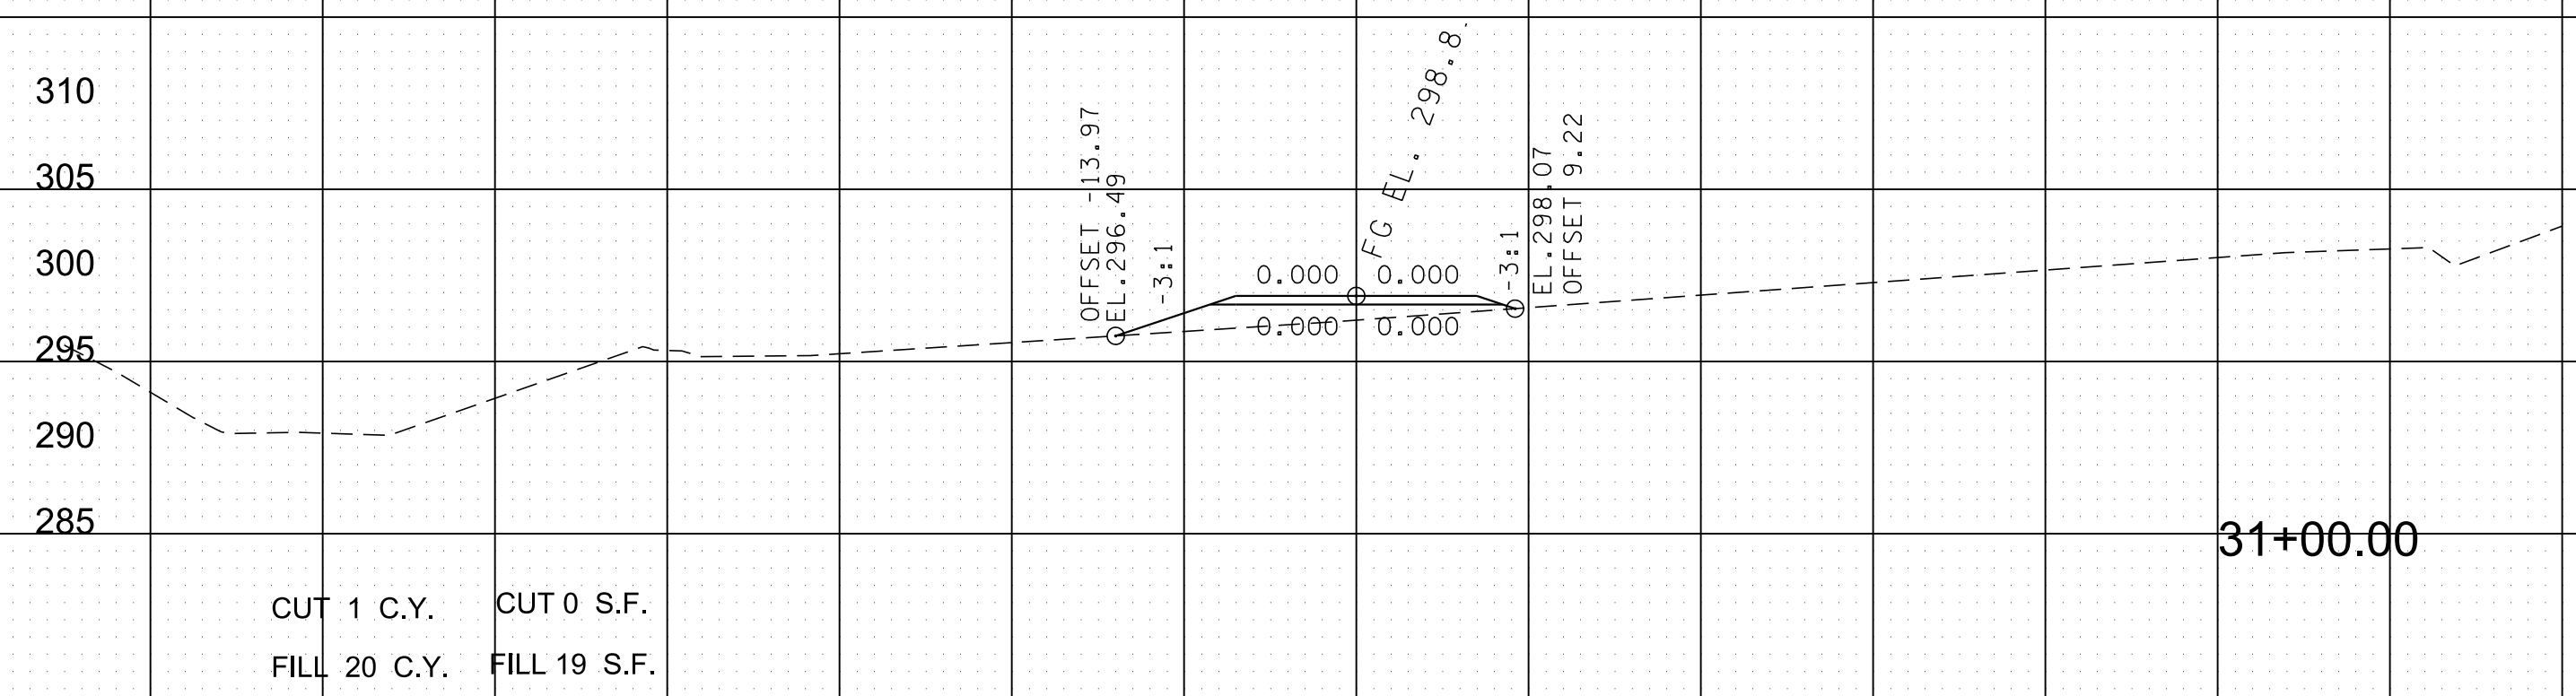 310
305
300
295
290
285
OFFSET -13.97
EL.296.49
-3:1
0.000 0.000
0.000 0.000
FG EL. 298.8
-3:1
EL.298.07
OFFSET 9.22
31+00.00
CUT 1 C.Y. CUT 0 S.F.
FILL 20 C.Y. FILL 19 S.F.